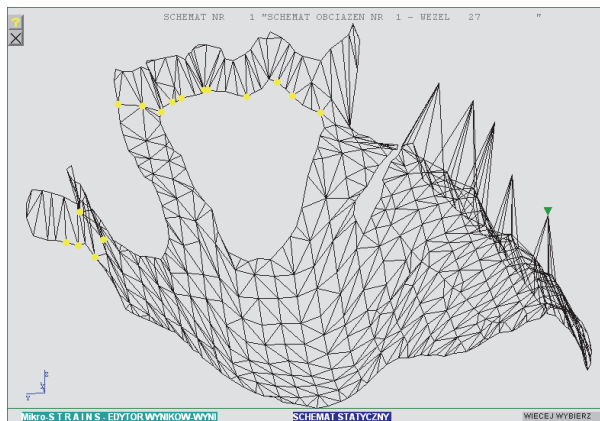 SCHEMAT NR 1 "SCHEMAT OBCIAZEN NR 1 - WEZEL 27 "
?
X
Mikro-S T R A I N S - EDYTOR WYNIKOW-WYNI
SCHEMAT STATYCZNY
WIECEJ WYBIERZ